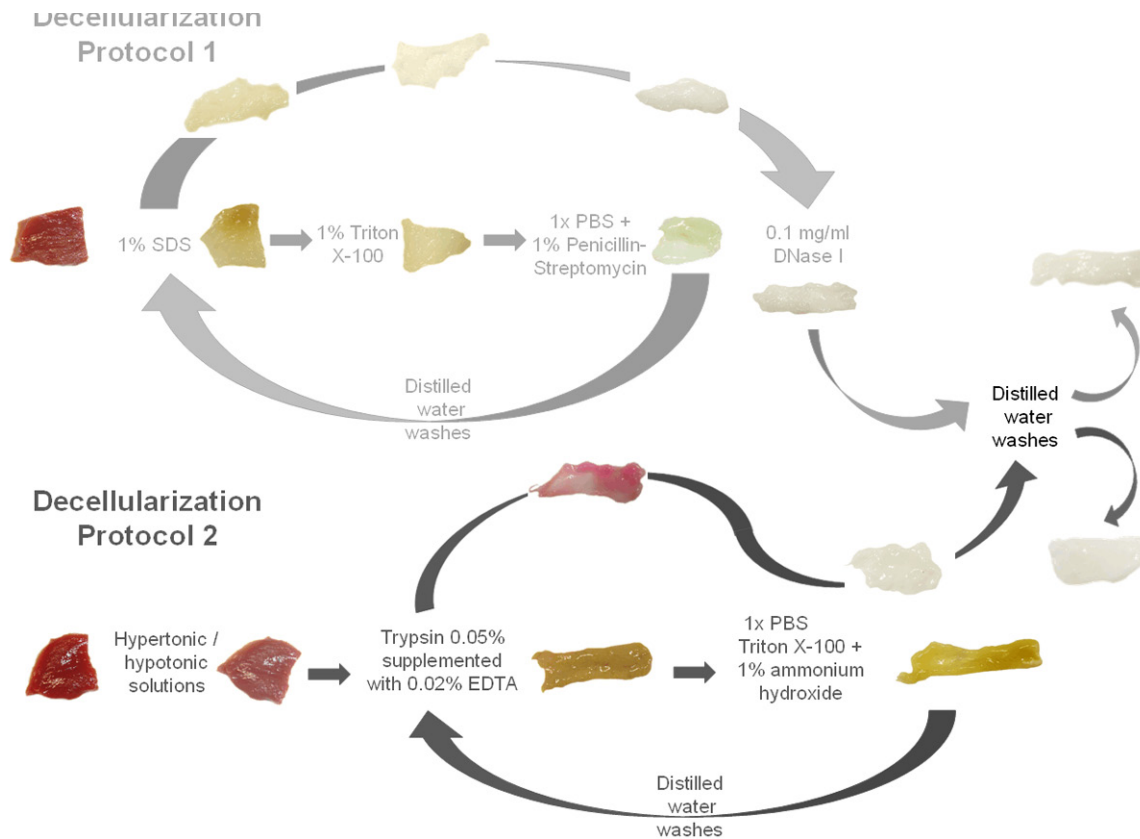 Decellularization
Protocol 1
1% SDS
1% Triton
X-100
1x PBS +
1% Penicillin-
Streptomycin
0.1 mg/ml
DNase I
Distilled
water
washes
Distilled
water
washes
Decellularization
Protocol 2
Hypertonic /
hypotonic
solutions
Trypsin 0.05%
supplemented
with 0.02% EDTA
1x PBS
Triton X-100 +
1% ammonium
hydroxide
Distilled
water
washes